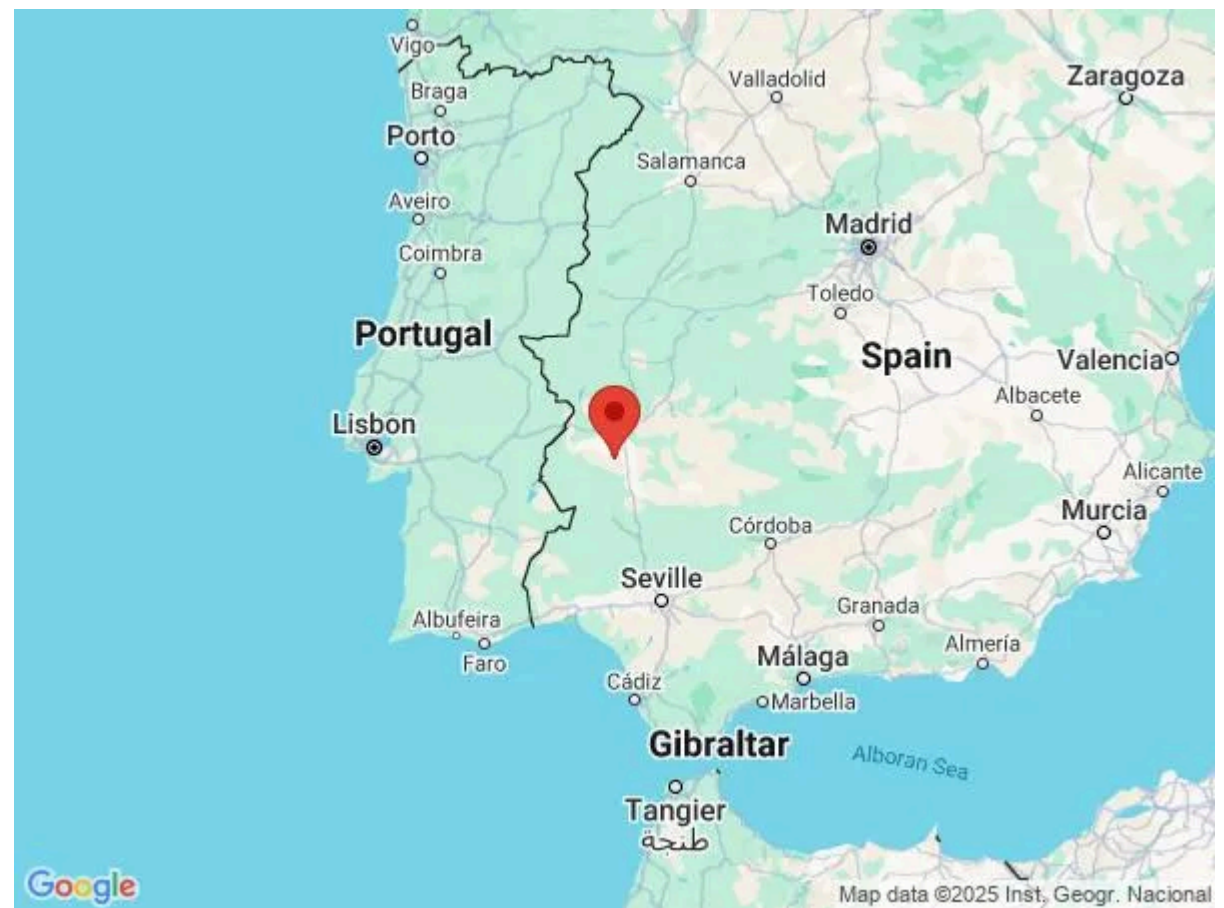 Vigo
Braga
Porto
Aveiro
Coimbra
Portugal
Lisbon
Albufeira
Faro
Valladolid
Zaragoza
Salamanca
Madrid
Toledo
Spain
Valencia
Albacete
Alicante
Murcia
Córdoba
Seville
Granada
Almería
Málaga
Cádiz
Marbella
Gibraltar
Alboran Sea
Tangier
طنجة
Google
Map data ©2025 Inst. Geogr. Nacional